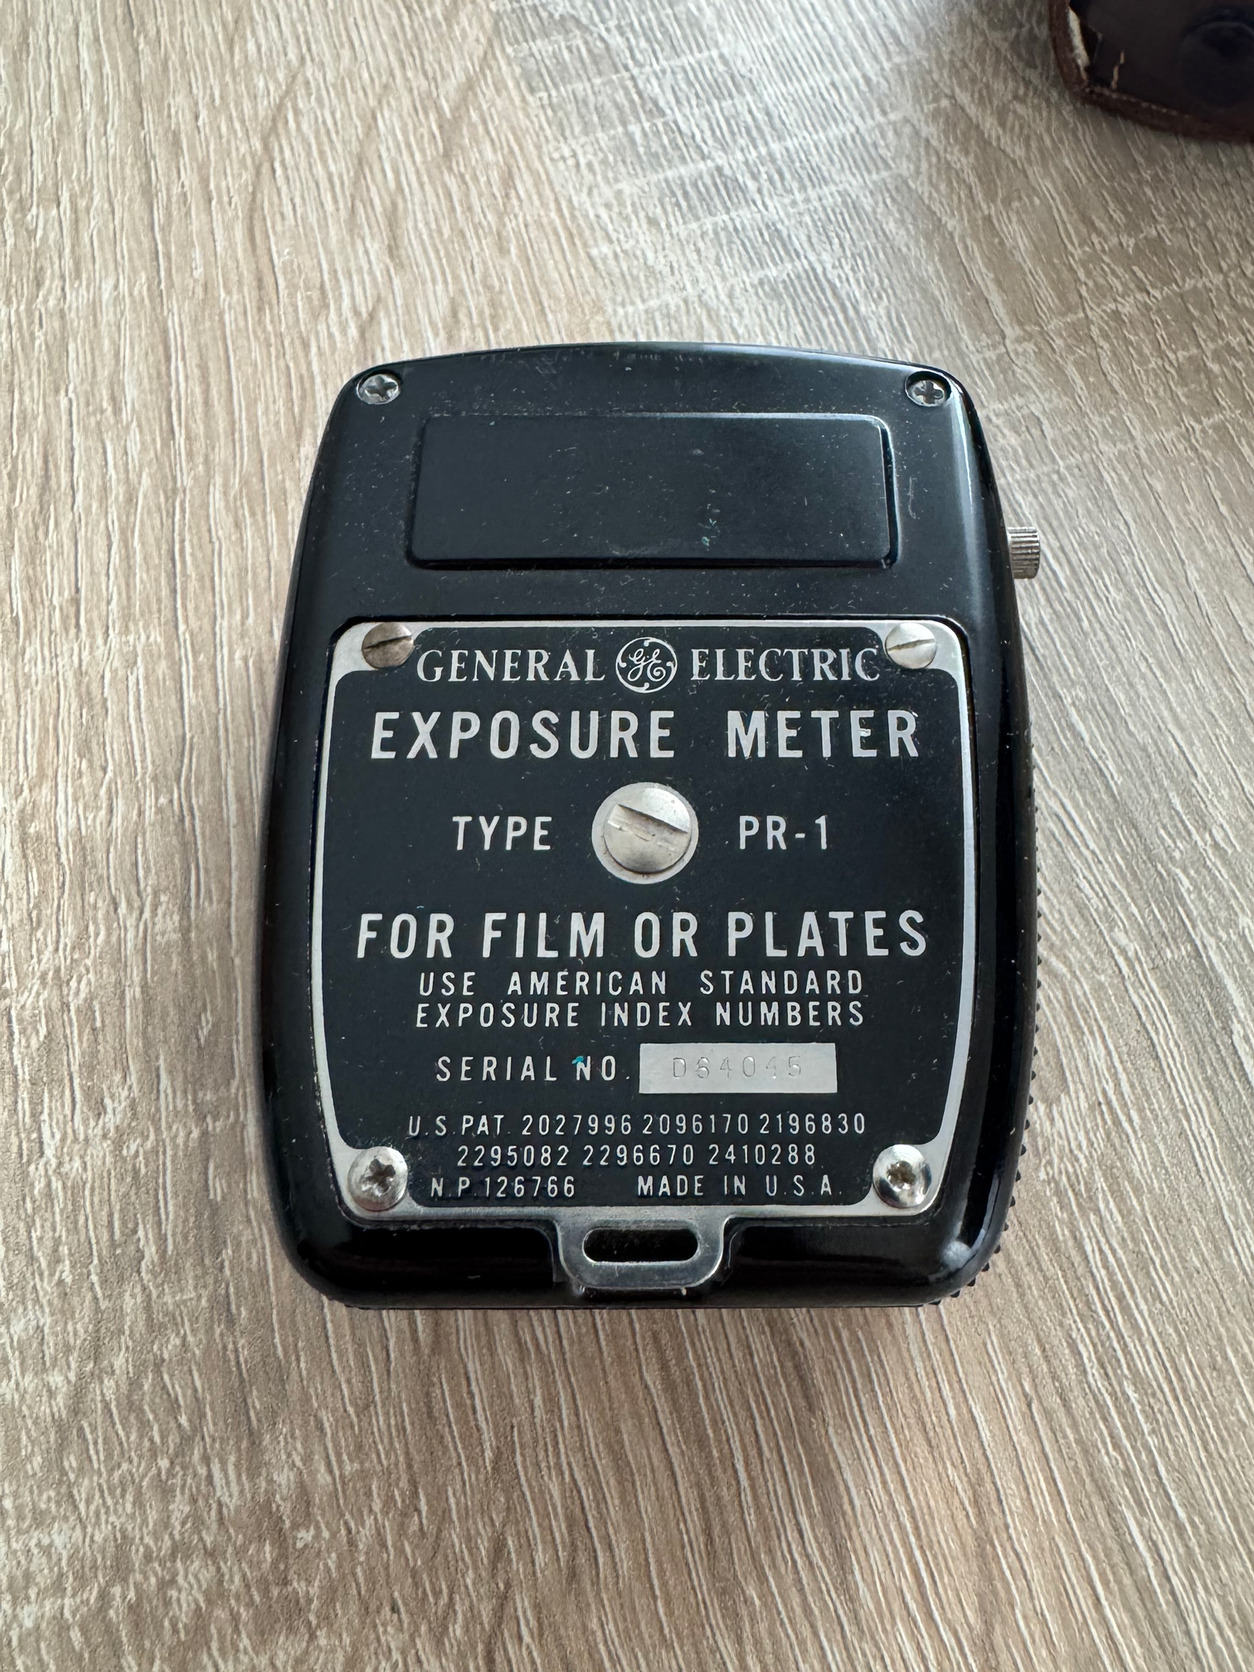 GENERAL GE ELECTRIC
EXPOSURE METER
TYPE PR-1
FOR FILM OR PLATES
USE AMERICAN STANDARD
EXPOSURE INDEX NUMBERS
SERIAL NO. D64045
U.S.PAT. 2027996 2096170 2196830
2295082 2296670 2410288
N.P.126766 MADE IN U.S.A.